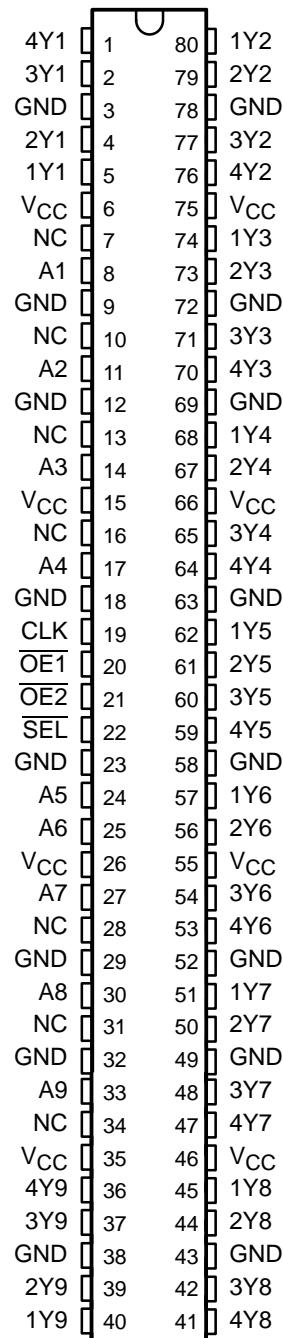 4Y1 1 80 1Y2
3Y1 2 79 2Y2
GND 3 78 GND
2Y1 4 77 3Y2
1Y1 5 76 4Y2
VCC 6 75 VCC
NC 7 74 1Y3
A1 8 73 2Y3
GND 9 72 GND
NC 10 71 3Y3
A2 11 70 4Y3
GND 12 69 GND
NC 13 68 1Y4
A3 14 67 2Y4
VCC 15 66 VCC
NC 16 65 3Y4
A4 17 64 4Y4
GND 18 63 GND
CLK 19 62 1Y5
OE1 20 61 2Y5
OE2 21 60 3Y5
SEL 22 59 4Y5
GND 23 58 GND
A5 24 57 1Y6
A6 25 56 2Y6
VCC 26 55 VCC
A7 27 54 3Y6
NC 28 53 4Y6
GND 29 52 GND
A8 30 51 1Y7
NC 31 50 2Y7
GND 32 49 GND
A9 33 48 3Y7
NC 34 47 4Y7
VCC 35 46 VCC
4Y9 36 45 1Y8
3Y9 37 44 2Y8
GND 38 43 GND
2Y9 39 42 3Y8
1Y9 40 41 4Y8